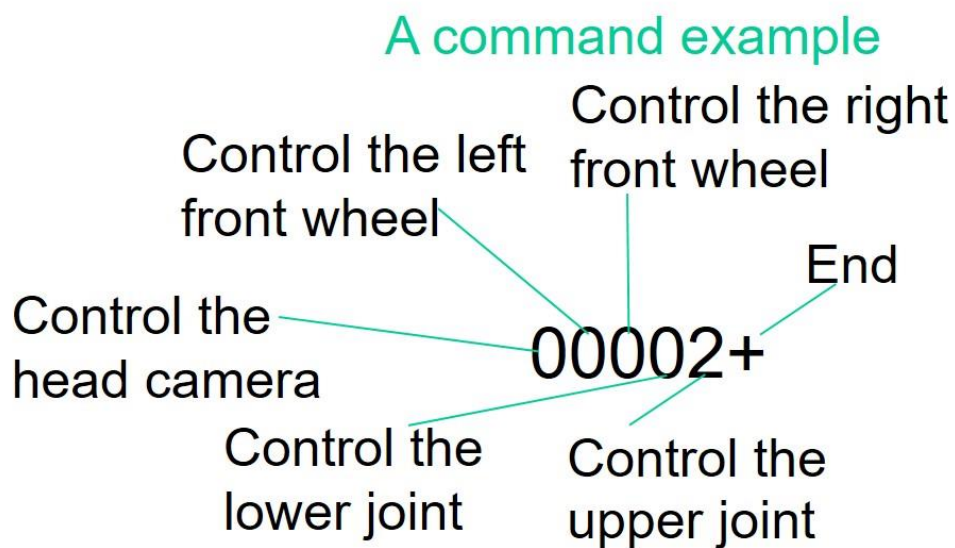 A command example
Control the right
front wheel
Control the left
front wheel
End
Control the
head camera
00002+
Control the
lower joint
Control the
upper joint